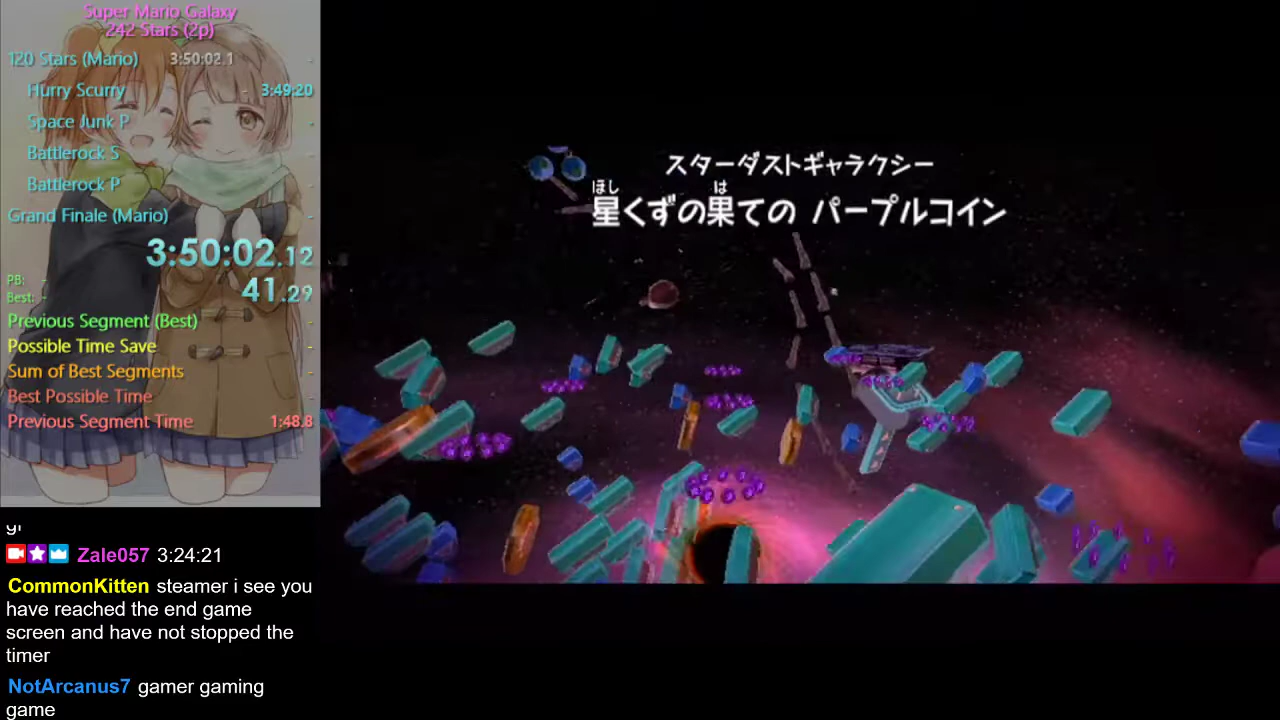 Super Mario Galaxy
242 Stars (2p)
120 Stars (Mario) 3:50:02.1 -
Flurry Scurry - 3:49:20
Space Junk P -
Battlerock S -
Battlerock P -
Grand Finale (Mario) -
3:50:02.12
PB: -
Best: -
41.29
Previous Segment (Best) -
Possible Time Save -
Sum of Best Segments -
Best Possible Time -
Previous Segment Time 1:48.8
Zale057 3:24:21
CommonKitten steamer i see you
have reached the end game
screen and have not stopped the
timer
NotArcanus7 gamer gaming
game
スターダストギャラクシー
ほし は
星くずの果ての パープルコイン